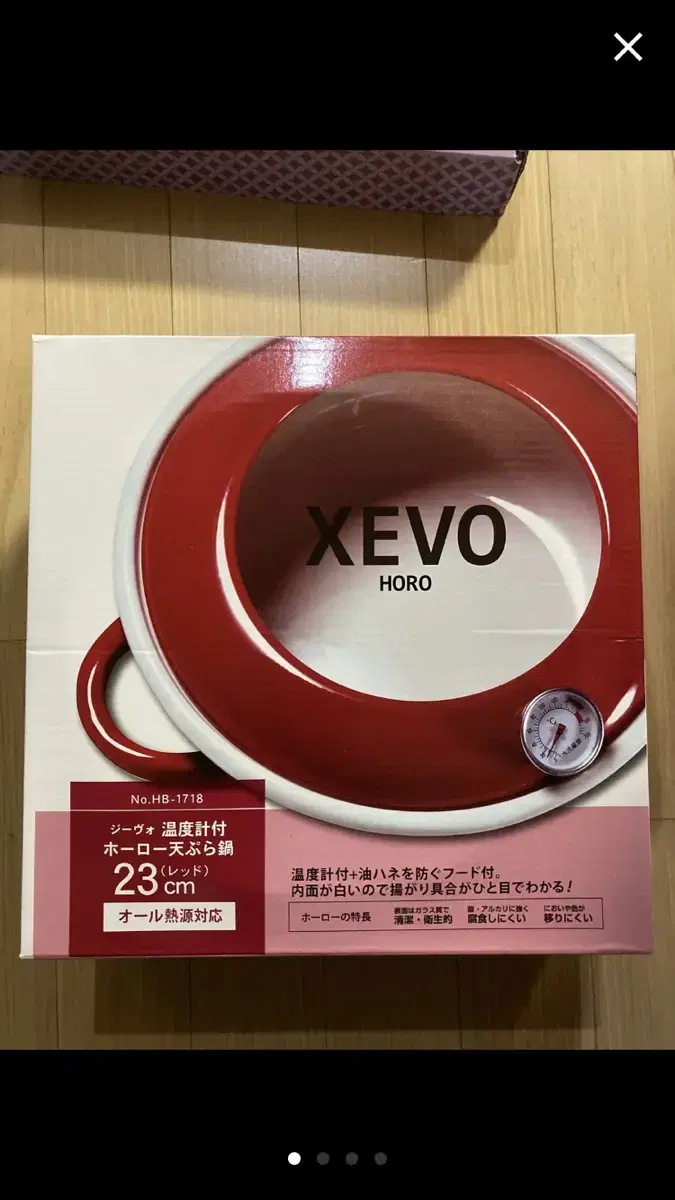 XEVO
HORO
No.HB-1718
ジーヴォ 温度計付
ホーロー天ぷら鍋
23(レッド)cm
オール熱源対応
温度計付+油ハネを防ぐフード付。
内面が白いので揚がり具合がひと目でわかる!
ホーローの特長
表面はガラス質で
清潔・衛生的
酸・アルカリに強く
腐食しにくい
においや色が
移りにくい